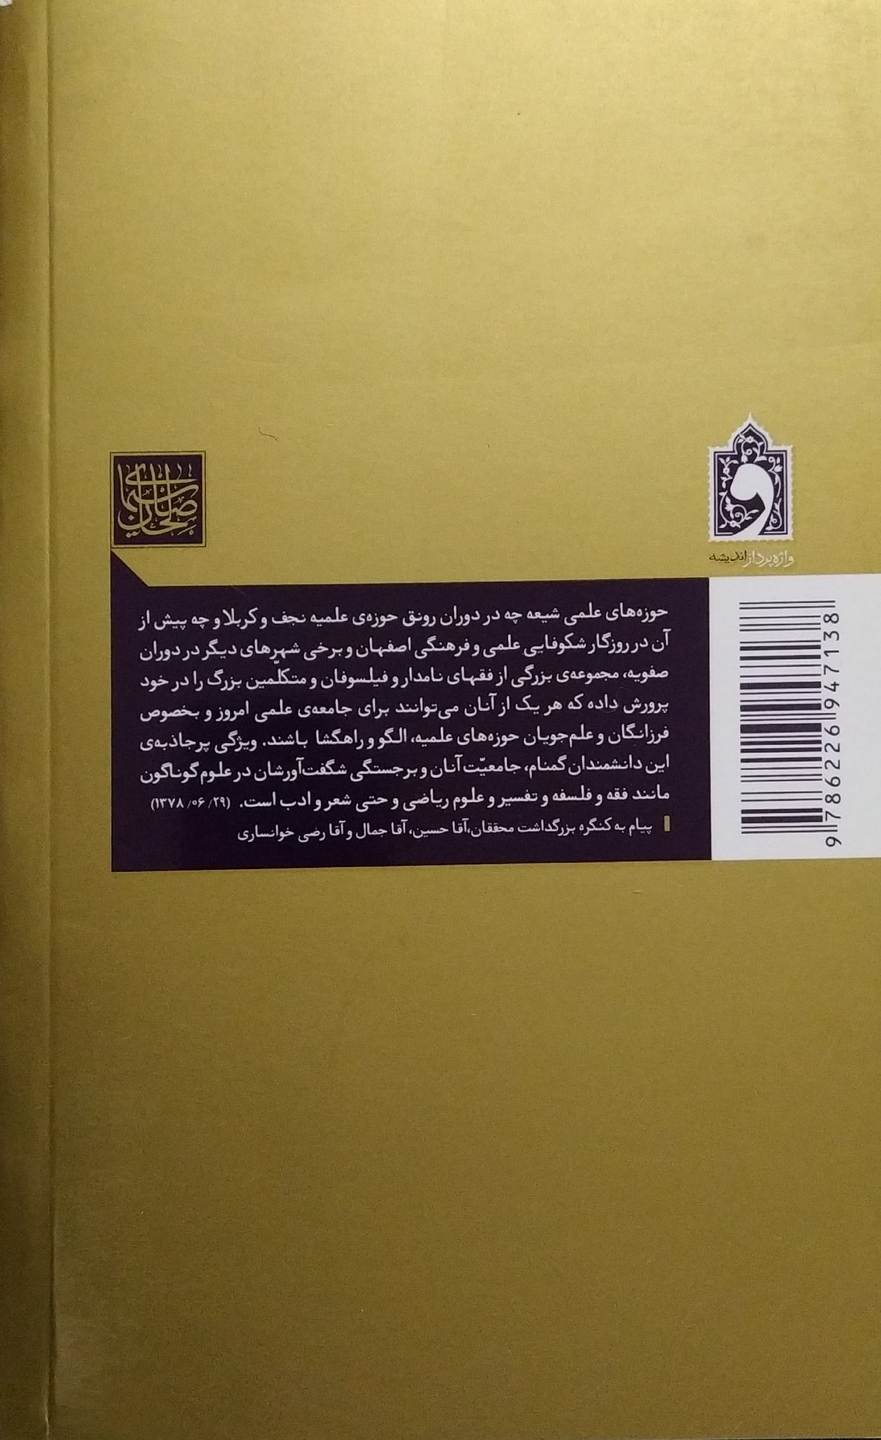 واژه‌پرداز اندیشه
حوزه‌های علمی شیعه چه در دوران رونق حوزه‌ی علمیه نجف و کربلا و چه پیش از
آن در روزگار شکوفایی علمی و فرهنگی اصفهان و برخی شهرهای دیگر در دوران
صفویه، مجموعه‌ی بزرگی از فقهای نامدار و فیلسوفان و متکلّمین بزرگ را در خود
پرورش داده که هر یک از آنان می‌توانند برای جامعه‌ی علمی امروز و بخصوص
فرزانگان و علم‌جویان حوزه‌های علمیه، الگو و راهگشا باشند. ویژگی پرجاذبه‌ی
این دانشمندان گمنام، جامعیّت آنان و برجستگی شگفت‌آورشان در علوم گوناگون
مانند فقه و فلسفه و تفسیر و علوم ریاضی و حتی شعر و ادب است. (۱۳۷۸/۰۶/۲۹)
پیام به کنگره بزرگداشت محققان،آقا حسین، آقا جمال و آقا رضی خوانساری
9 786226 947138